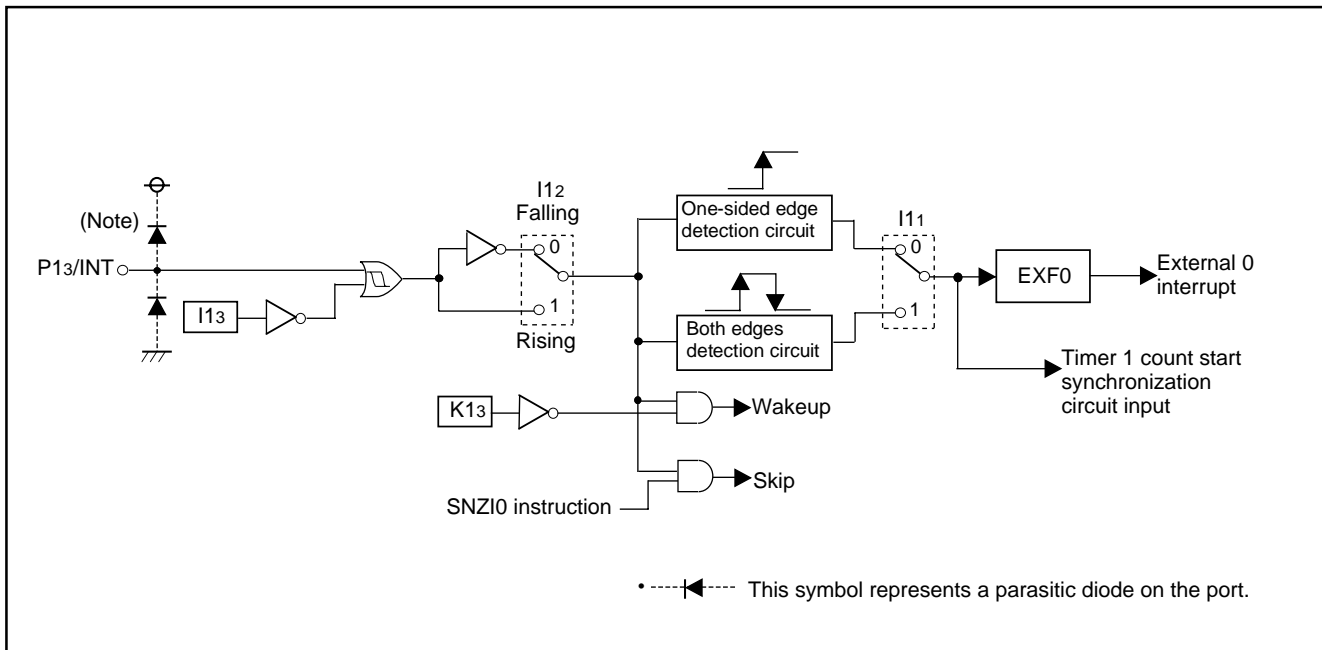 I12
Falling
0
1
Rising
(Note)
P13/INT
I13
One-sided edge
detection circuit
Both edges
detection circuit
I11
0
1
EXF0
External 0
interrupt
Timer 1 count start
synchronization
circuit input
K13
Wakeup
Skip
SNZI0 instruction
This symbol represents a parasitic diode on the port.